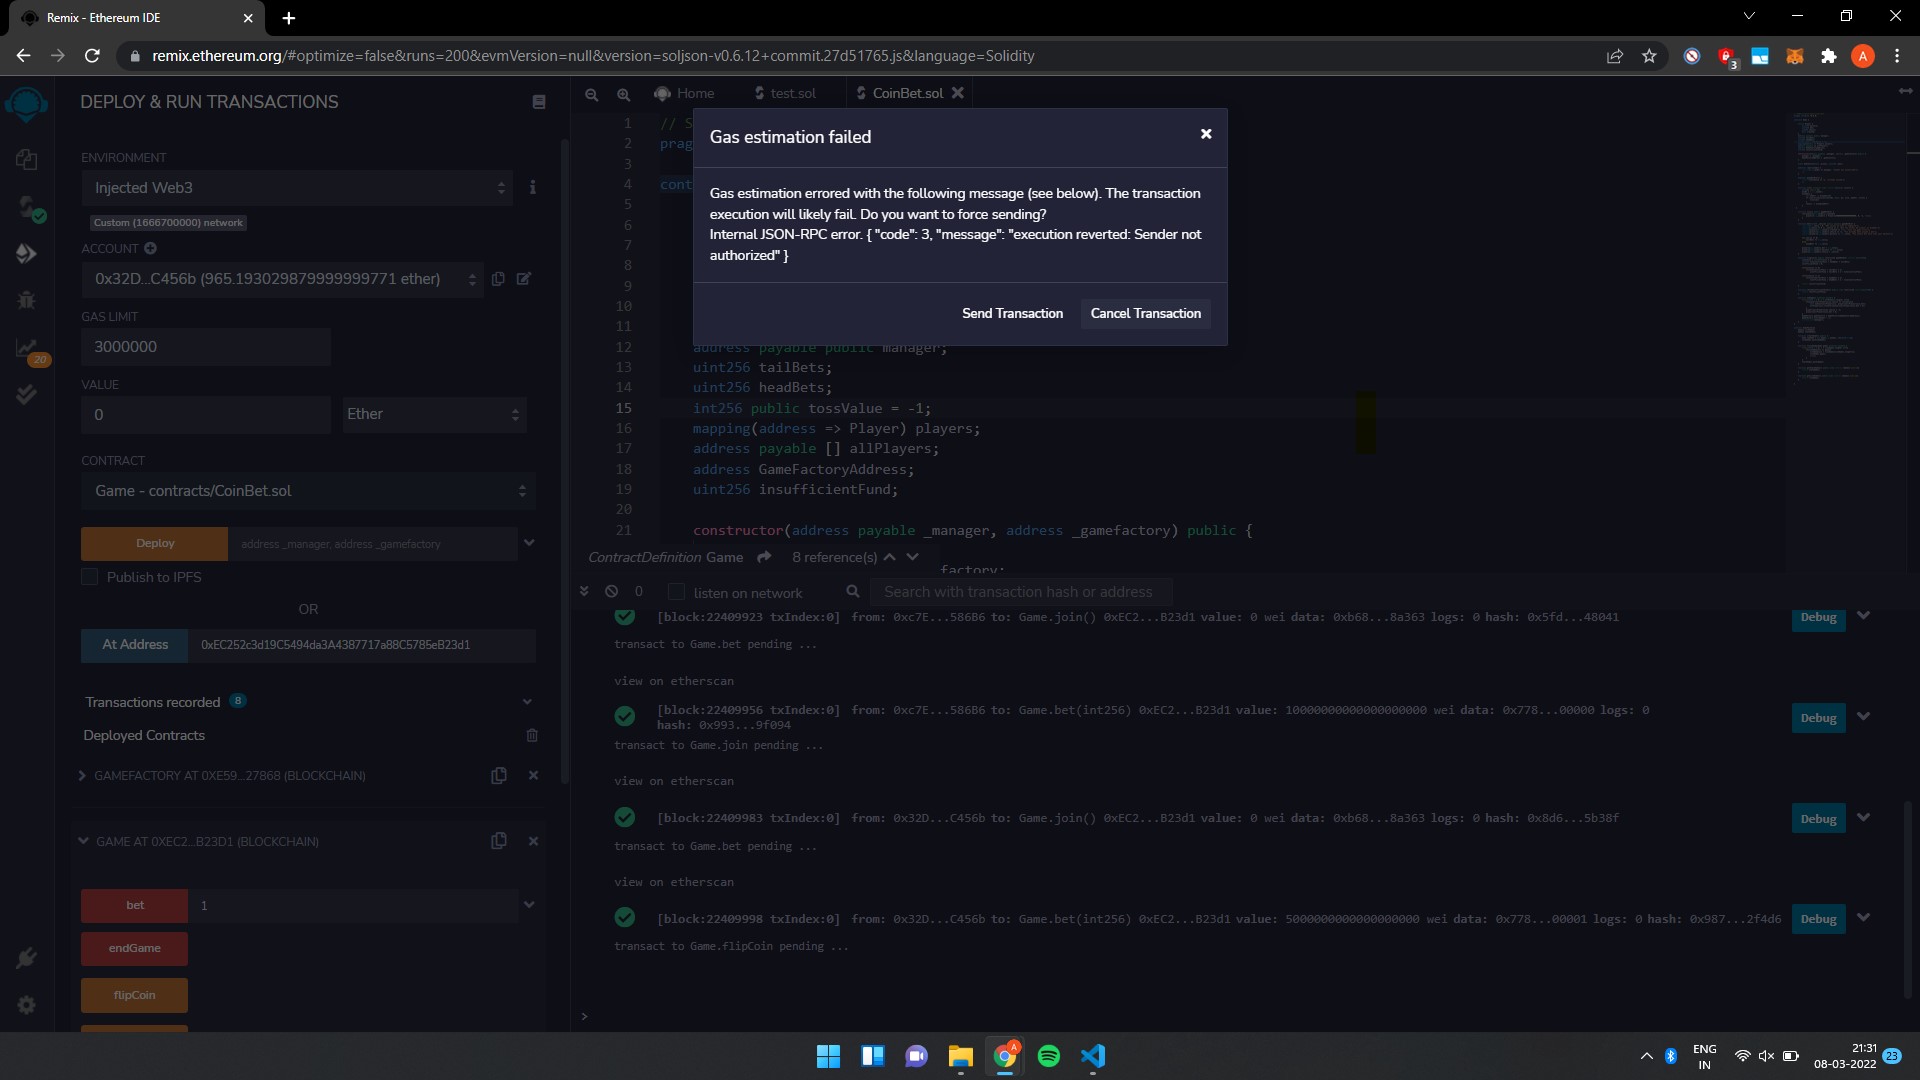 Remix - Ethereum IDE
remix.ethereum.org/#optimize=false&runs=200&evmVersion=null&version=soljson-v0.6.12+commit.27d51765.js&language=Solidity
3
A
DEPLOY & RUN TRANSACTIONS
ENVIRONMENT
Injected Web3
Custom (1666700000) network
ACCOUNT
0x32D...C456b (965.193029879999999771 ether)
GAS LIMIT
3000000
20
VALUE
0
Ether
CONTRACT
Game - contracts/CoinBet.sol
Deploy
address _manager, address _gamefactory
Publish to IPFS
OR
At Address
0xEC252c3d19C5494da3A4387717a88C5785eB23d1
Transactions recorded 8
Deployed Contracts
GAMEFACTORY AT 0XE59...27868 (BLOCKCHAIN)
GAME AT 0XEC2...B23D1 (BLOCKCHAIN)
bet
1
endGame
flipCoin
Home
test.sol
CoinBet.sol
1 // S
2 prag
3
4 cont
5
6
7
8
9
10
11
Gas estimation failed
Gas estimation errored with the following message (see below). The transaction
execution will likely fail. Do you want to force sending?
Internal JSON-RPC error. { "code": 3, "message": "execution reverted: Sender not
authorized" }
Send Transaction
Cancel Transaction
12 address payable public manager;
13 uint256 tailBets;
14 uint256 headBets;
15 int256 public tossValue = -1;
16 mapping(address => Player) players;
17 address payable [] allPlayers;
18 address GameFactoryAddress;
19 uint256 insufficientFund;
20
21 constructor(address payable _manager, address _gamefactory) public {
ContractDefinition Game
8 reference(s)
factory;
0
listen on network
Search with transaction hash or address
[block:22409923 txIndex:0] from: 0xc7E...586B6 to: Game.join() 0xEC2...B23d1 value: 0 wei data: 0xb68...8a363 logs: 0 hash: 0x5fd...48041
Debug
transact to Game.bet pending ...
view on etherscan
[block:22409956 txIndex:0] from: 0xc7E...586B6 to: Game.bet(int256) 0xEC2...B23d1 value: 10000000000000000000 wei data: 0x778...00000 logs: 0
hash: 0x993...9f094
Debug
transact to Game.join pending ...
view on etherscan
[block:22409983 txIndex:0] from: 0x32D...C456b to: Game.join() 0xEC2...B23d1 value: 0 wei data: 0xb68...8a363 logs: 0 hash: 0x8d6...5b38f
Debug
transact to Game.bet pending ...
view on etherscan
[block:22409998 txIndex:0] from: 0x32D...C456b to: Game.bet(int256) 0xEC2...B23d1 value: 5000000000000000000 wei data: 0x778...00001 logs: 0 hash: 0x987...2f4d6
Debug
transact to Game.flipCoin pending ...
>
A
ENG
IN
21:31
08-03-2022
23